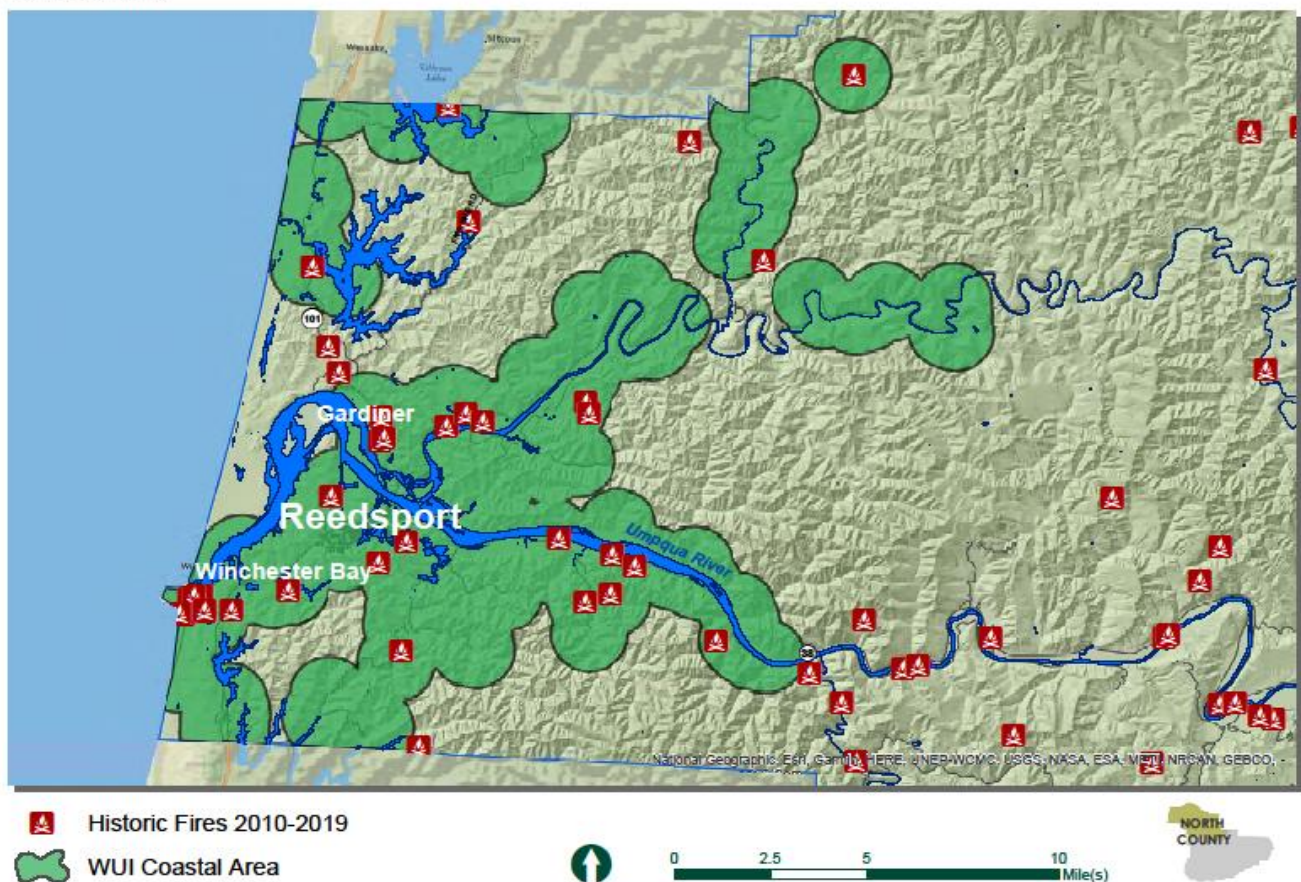 101
Gardiner
Reedsport
Umpqua River
Winchester Bay
38
National Geographic, Esri, Garmin, HERE, UNEP-WCMC, USGS, NASA, ESA, METI, NRCAN, GEBCO,
Historic Fires 2010-2019
WUI Coastal Area
0 2.5 5 10
Mile(s)
NORTH
COUNTY